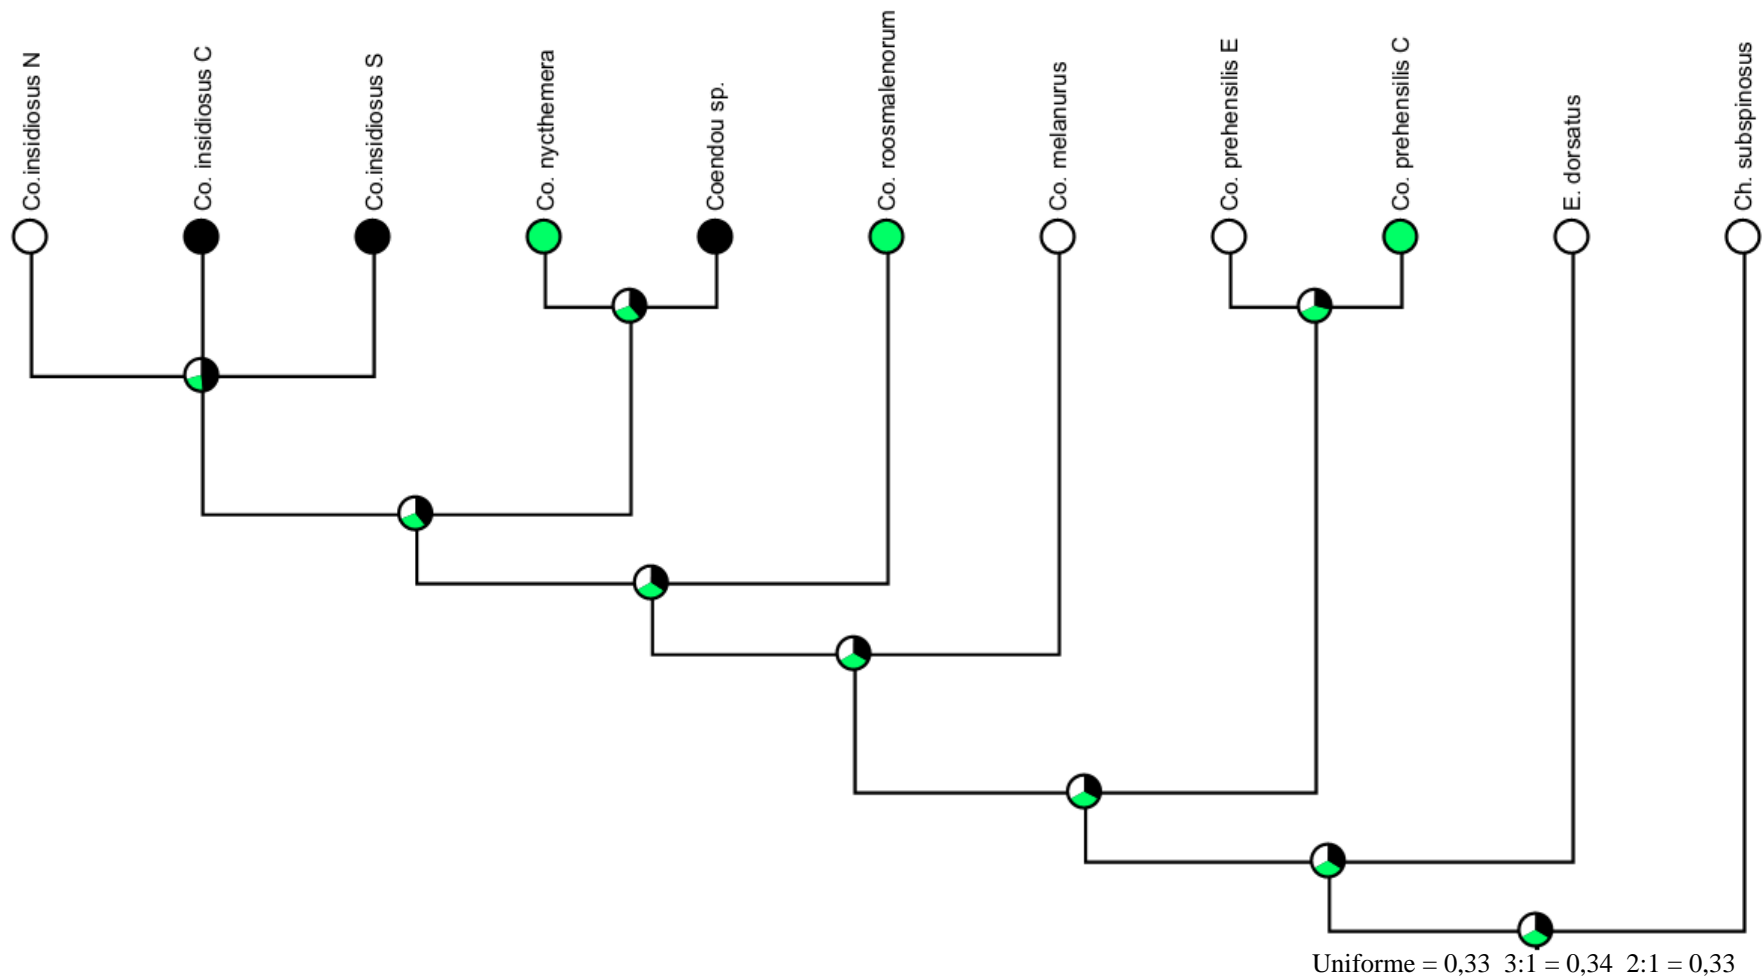 Co.insidiosus N
Co. insidiosus C
Co.insidiosus S
Co. nycthemera
Coendou sp.
Co. roosmalenorum
Co. melanurus
Co. prehensilis E
Co. prehensilis C
E. dorsatus
Ch. subspinosus
Uniforme = 0,33 3:1 = 0,34 2:1 = 0,33